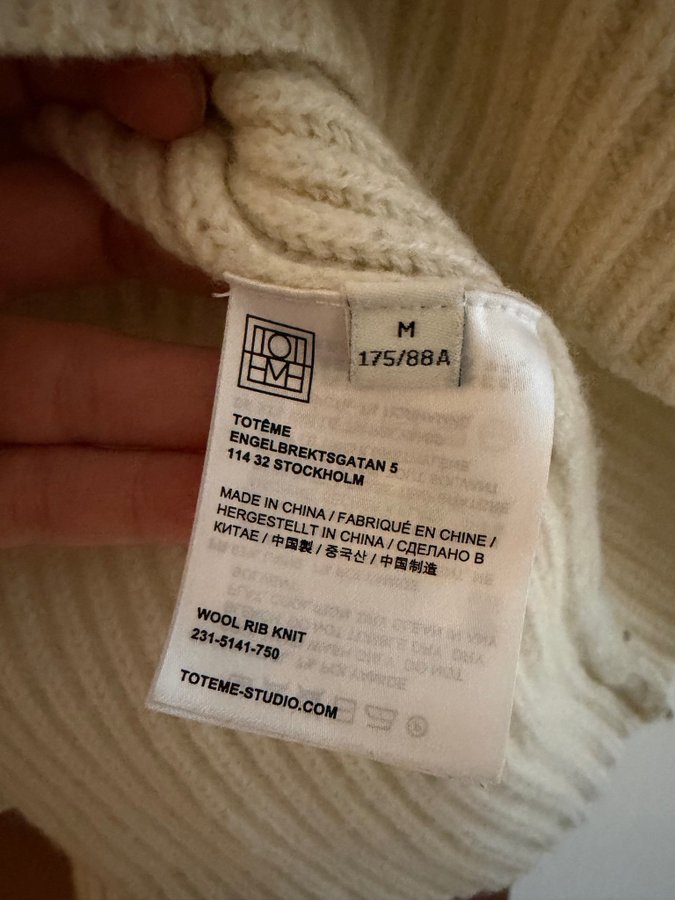 TOT
EME
M
175/88A
TOTÊME
ENGELBREKTSGATAN 5
114 32 STOCKHOLM
MADE IN CHINA / FABRIQUÉ EN CHINE /
HERGESTELLT IN CHINA / СДЕЛАНО В
КИТАЕ / 中国製 / 중국산 / 中国制造
WOOL RIB KNIT
231-5141-750
TOTEME-STUDIO.COM